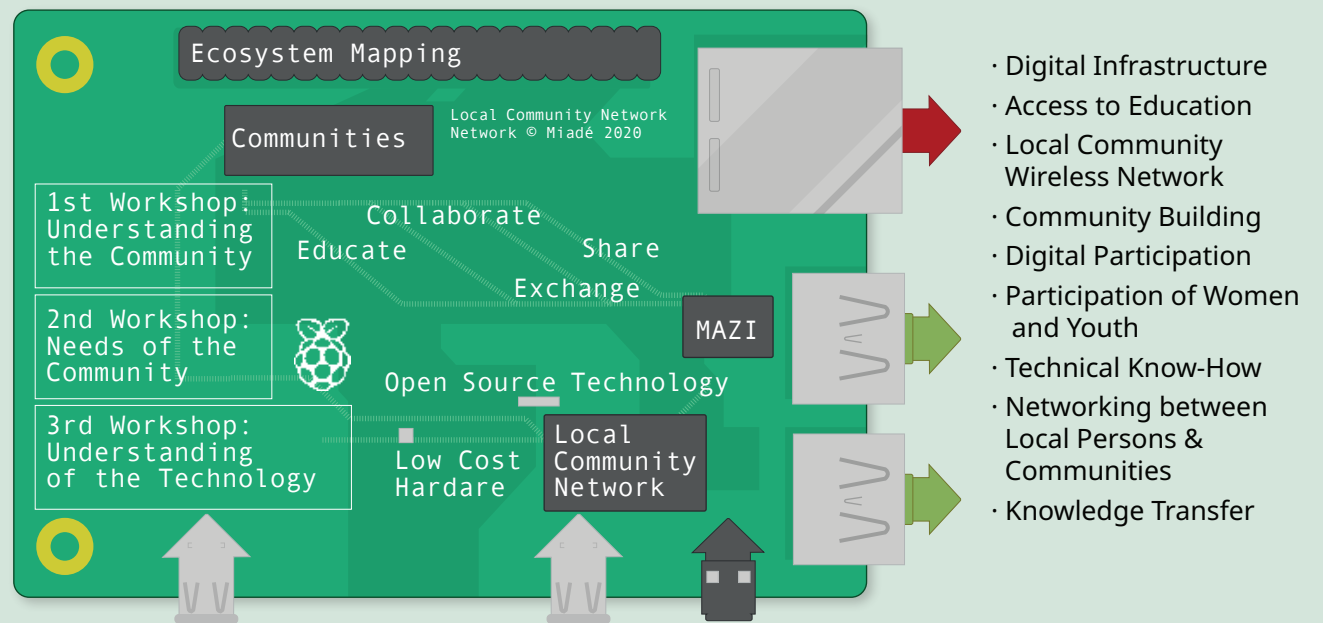 Ecosystem Mapping
Communities
Local Community Network
Network © Miadé 2020
1st Workshop:
Understanding
the Community
Collaborate
Educate
Share
Exchange
2nd Workshop:
Needs of the
Community
MAZI
Open Source Technology
3rd Workshop:
Understanding
of the Technology
Low Cost
Hardare
Local
Community
Network
· Digital Infrastructure
· Access to Education
· Local Community
Wireless Network
· Community Building
· Digital Participation
· Participation of Women
and Youth
· Technical Know-How
· Networking between
Local Persons &
Communities
· Knowledge Transfer